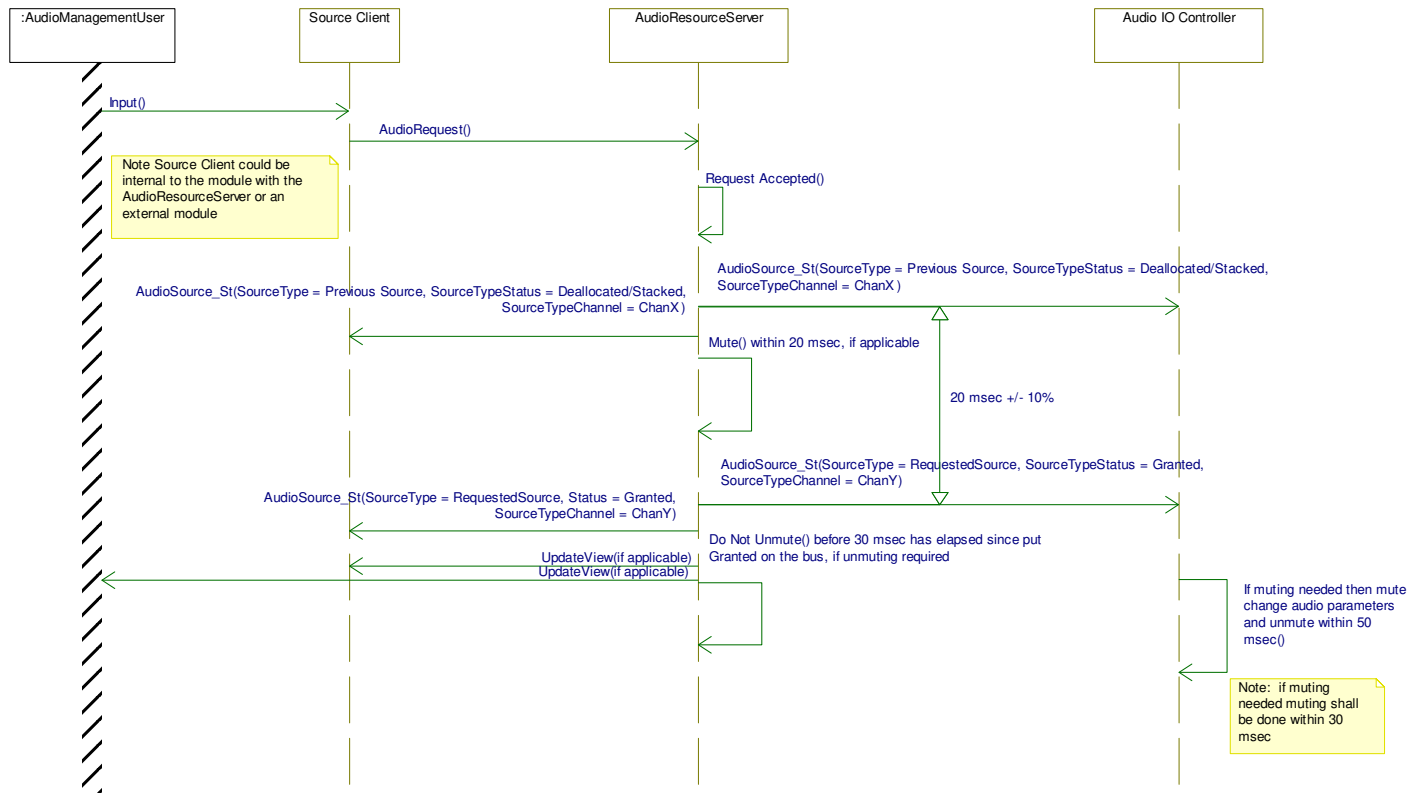 :AudioManagementUser
Source Client
AudioResourceServer
Audio IO Controller
Input()
AudioRequest()
Note Source Client could be
internal to the module with the
AudioResourceServer or an
external module
Request Accepted()
AudioSource_St(SourceType = Previous Source, SourceTypeStatus = Deallocated/Stacked,
SourceTypeChannel = ChanX )
AudioSource_St(SourceType = Previous Source, SourceTypeStatus = Deallocated/Stacked,
SourceTypeChannel = ChanX )
Mute() within 20 msec, if applicable
20 msec +/- 10%
AudioSource_St(SourceType = RequestedSource, SourceTypeStatus = Granted,
SourceTypeChannel = ChanY)
AudioSource_St(SourceType = RequestedSource, Status = Granted,
SourceTypeChannel = ChanY)
Do Not Unmute() before 30 msec has elapsed since put
Granted on the bus, if unmuting required
UpdateView(if applicable)
UpdateView(if applicable)
If muting needed then mute
change audio parameters
and unmute within 50
msec()
Note:  if muting
needed muting shall
be done within 30
msec